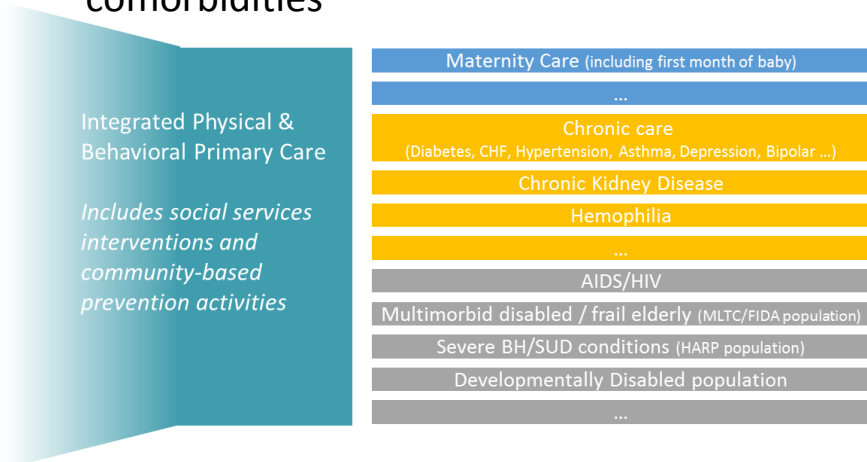 comorbidities
Integrated Physical &
Behavioral Primary Care
Includes social services
interventions and
community-based
prevention activities
Maternity Care (including first month of baby)
...
Chronic care
(Diabetes, CHF, Hypertension, Asthma, Depression, Bipolar ...)
Chronic Kidney Disease
Hemophilia
...
AIDS/HIV
Multimorbid disabled / frail elderly (MLTC/FIDA population)
Severe BH/SUD conditions (HARP population)
Developmentally Disabled population
...